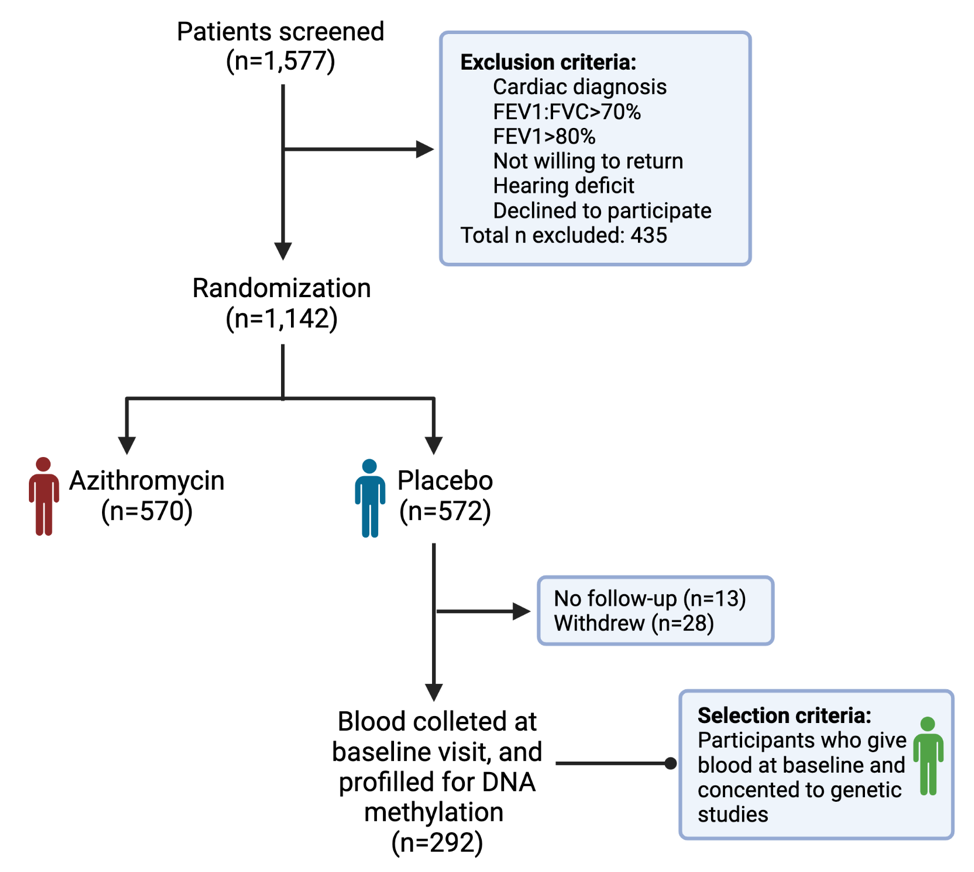 Patients screened
(n=1,577)
Exclusion criteria:
Cardiac diagnosis
FEV1:FVC>70%
FEV1>80%
Not willing to return
Hearing deficit
Declined to participate
Total n excluded: 435
Randomization
(n=1,142)
Azithromycin
(n=570)
Placebo
(n=572)
No follow-up (n=13)
Withdrew (n=28)
Blood colleted at
baseline visit, and
profilled for DNA
methylation
(n=292)
Selection criteria:
Participants who give
blood at baseline and
concented to genetic
studies